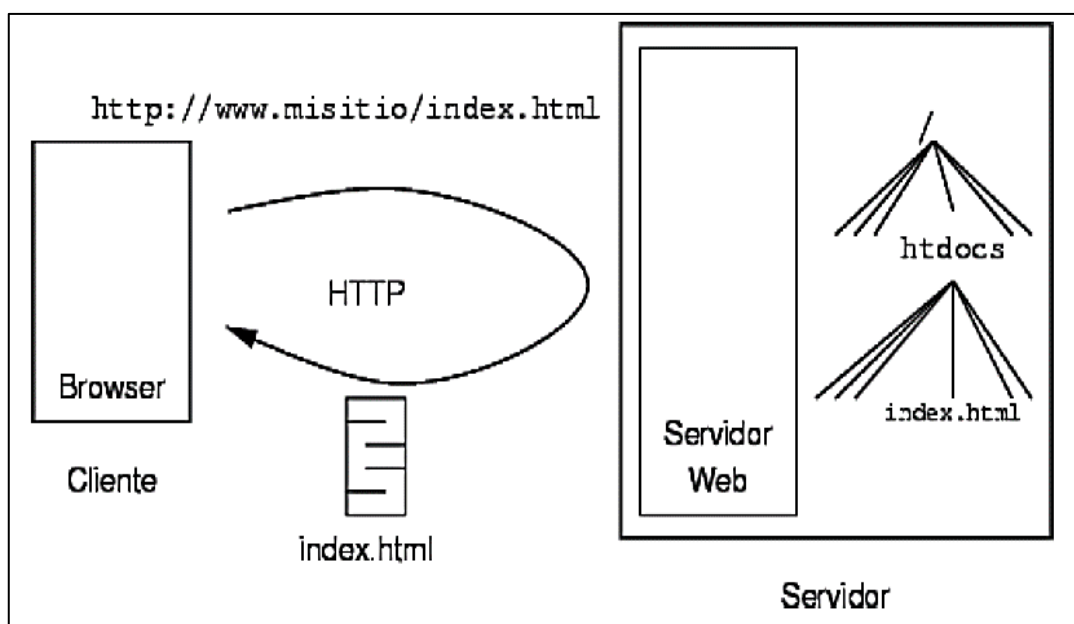 http://www.misitio/index.html
HTTP
Browser
Cliente
index.html
/
htdocs
index.html
Servidor
Web
Servidor